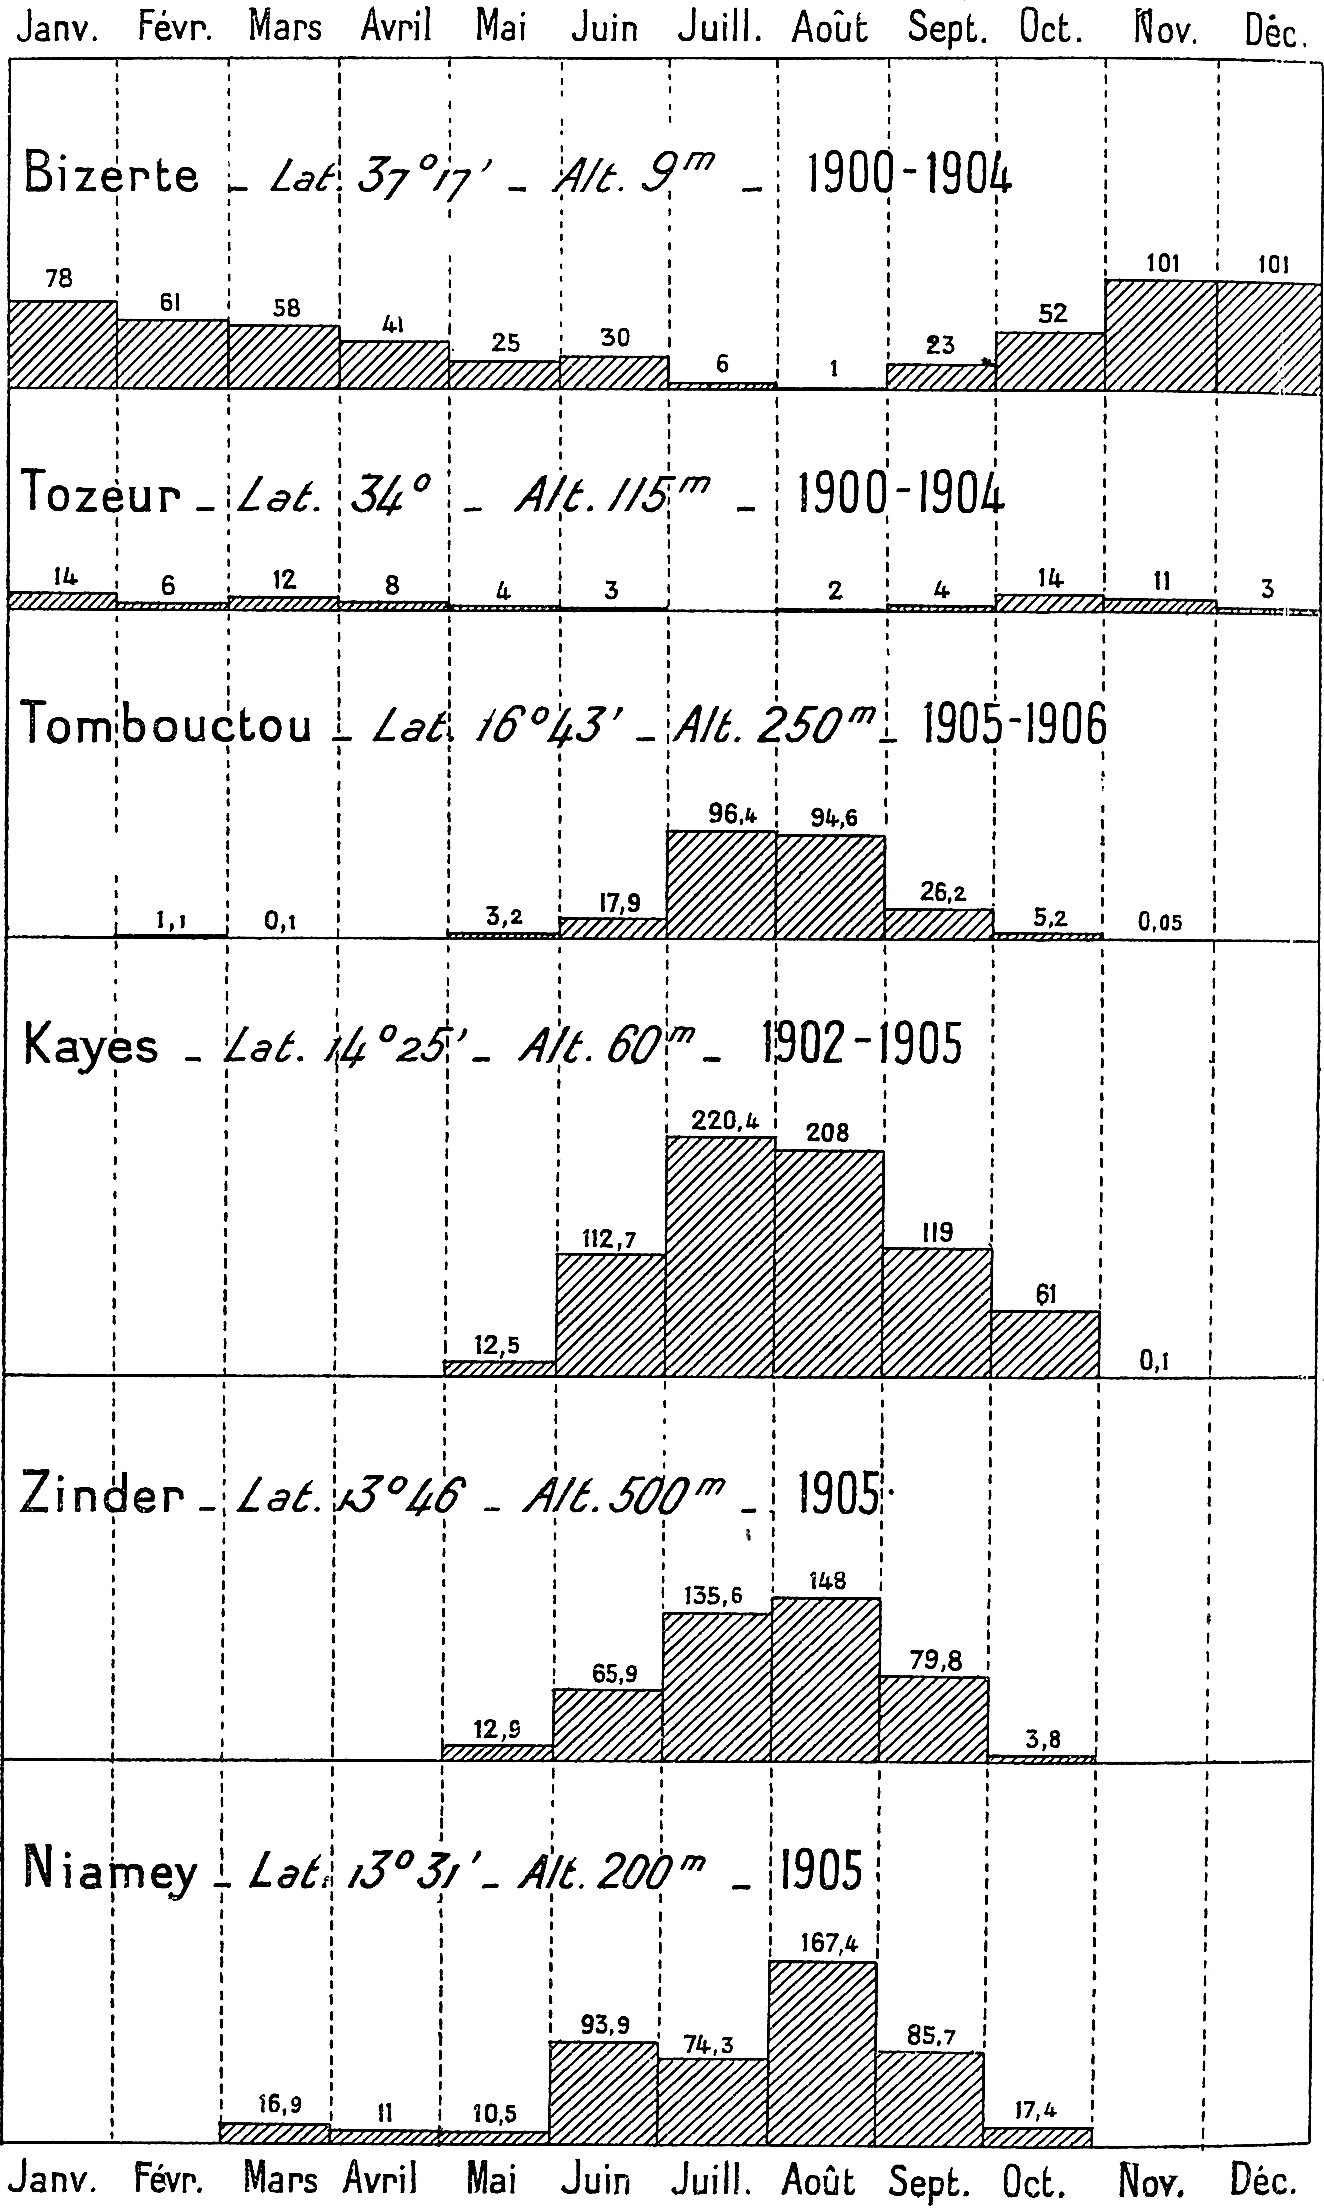 Janv. Févr. Mars Avril Mai Juin Juill. Août Sept. Oct. Nov. Déc.
Bizerte - Lat. 37°17' - Alt. 9m - 1900-1904
78 61 58 41 25 30 6 1 23 52 101 101
Tozeur - Lat. 34° - Alt. 115m - 1900-1904
14 6 12 8 4 3 2 4 14 11 3
Tombouctou - Lat. 16°43' - Alt. 250m - 1905-1906
1,1 0,1 3,2 17,9 96,4 94,6 26,2 5,2 0,05
Kayes - Lat. 14°25' - Alt. 60m - 1902-1905
12,5 112,7 220,4 208 119 61 0,1
Zinder - Lat. 13°46 - Alt. 500m - 1905
12,9 65,9 135,6 148 79,8 3,8
Niamey - Lat. 13°31' - Alt. 200m - 1905
16,9 11 10,5 93,9 74,3 167,4 85,7 17,4
Janv. Févr. Mars Avril Mai Juin Juill. Août Sept. Oct. Nov. Déc.